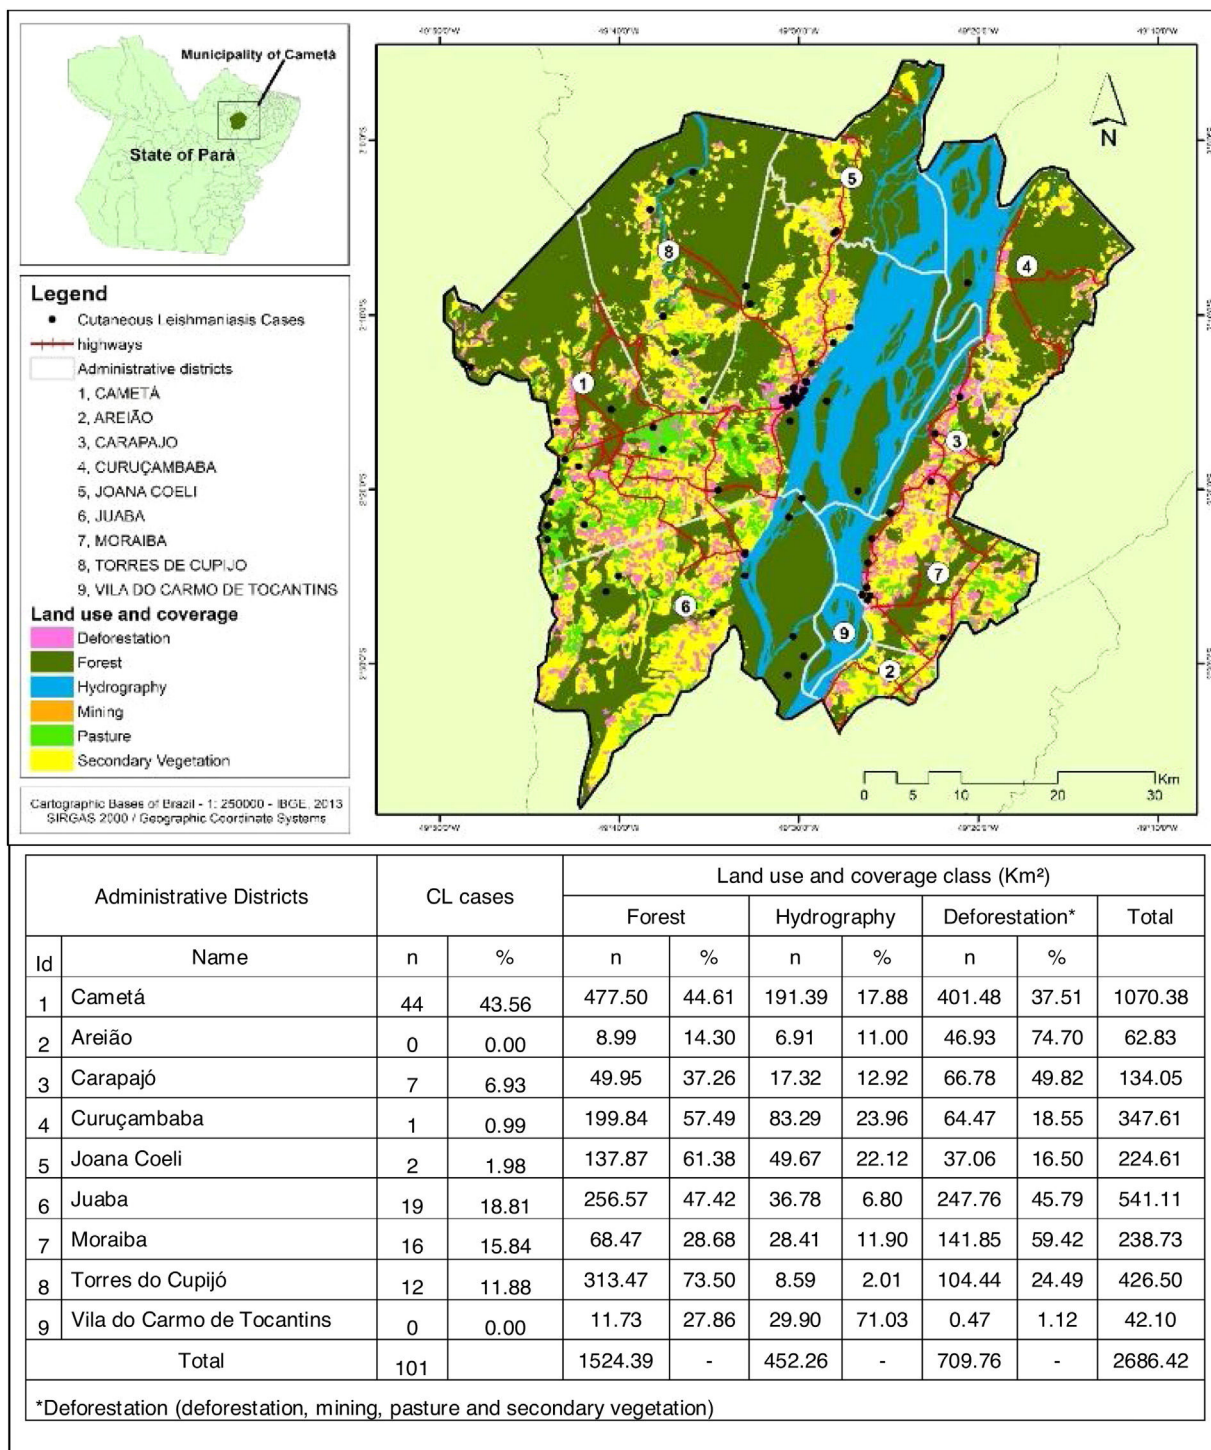 Municipality of Cametá
State of Pará
Legend
Cutaneous Leishmaniasis Cases
highways
Administrative districts
1, CAMETÁ
2, AREIÃO
3, CARAPAJO
4, CURUÇAMBABA
5, JOANA COELI
6, JUABA
7, MORAIBA
8, TORRES DE CUPIJO
9, VILA DO CARMO DE TOCANTINS
Land use and coverage
Deforestation
Forest
Hydrography
Mining
Pasture
Secondary Vegetation
Cartographic Bases of Brazil - 1: 250000 - IBGE, 2013
SIRGAS 2000 / Geographic Coordinate Systems
N
5
8
4
1
3
7
6
9
2
Km
0 5 10 20 30
Administrative Districts CL cases Land use and coverage class (Km²)
Forest Hydrography Deforestation* Total
Id Name n % n % n % n %
1 Cametá 44 43.56 477.50 44.61 191.39 17.88 401.48 37.51 1070.38
2 Areião 0 0.00 8.99 14.30 6.91 11.00 46.93 74.70 62.83
3 Carapajó 7 6.93 49.95 37.26 17.32 12.92 66.78 49.82 134.05
4 Curuçambaba 1 0.99 199.84 57.49 83.29 23.96 64.47 18.55 347.61
5 Joana Coeli 2 1.98 137.87 61.38 49.67 22.12 37.06 16.50 224.61
6 Juaba 19 18.81 256.57 47.42 36.78 6.80 247.76 45.79 541.11
7 Moraiba 16 15.84 68.47 28.68 28.41 11.90 141.85 59.42 238.73
8 Torres do Cupijó 12 11.88 313.47 73.50 8.59 2.01 104.44 24.49 426.50
9 Vila do Carmo de Tocantins 0 0.00 11.73 27.86 29.90 71.03 0.47 1.12 42.10
Total 101 1524.39 - 452.26 - 709.76 - 2686.42
*Deforestation (deforestation, mining, pasture and secondary vegetation)